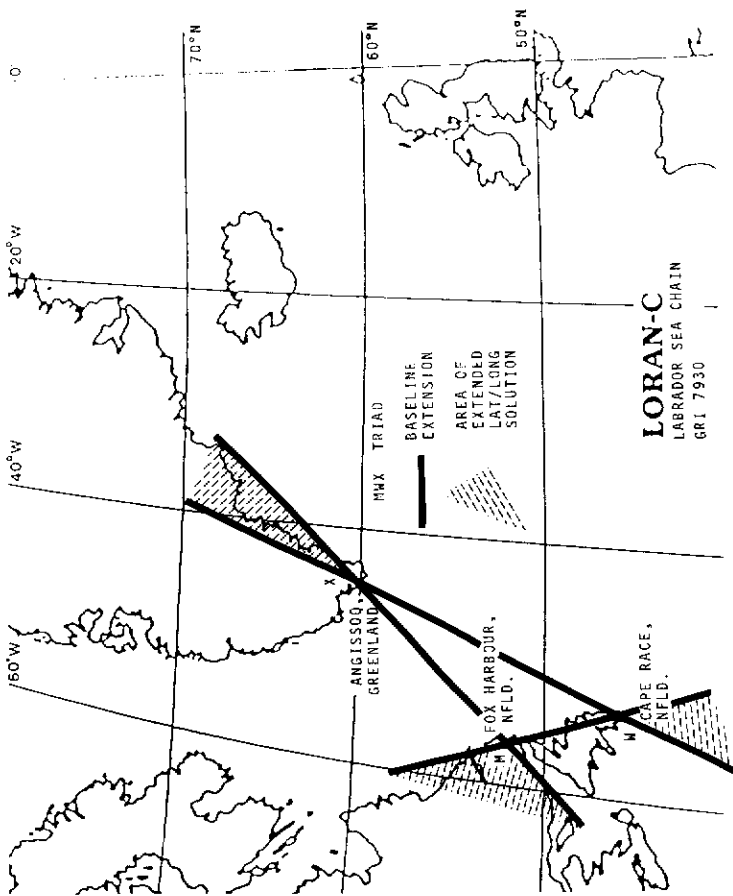 0°
20°W
40°W
60°W
70°N
60°N
50°N
X
ANGISSOQ,
GREENLAND
M
FOX HARBOUR,
NFLD.
W
CAPE RACE,
NFLD.
MWX TRIAD
BASELINE
EXTENSION
AREA OF
EXTENDED
LAT/LONG
SOLUTION
LORAN-C
LABRADOR SEA CHAIN
GRI 7930